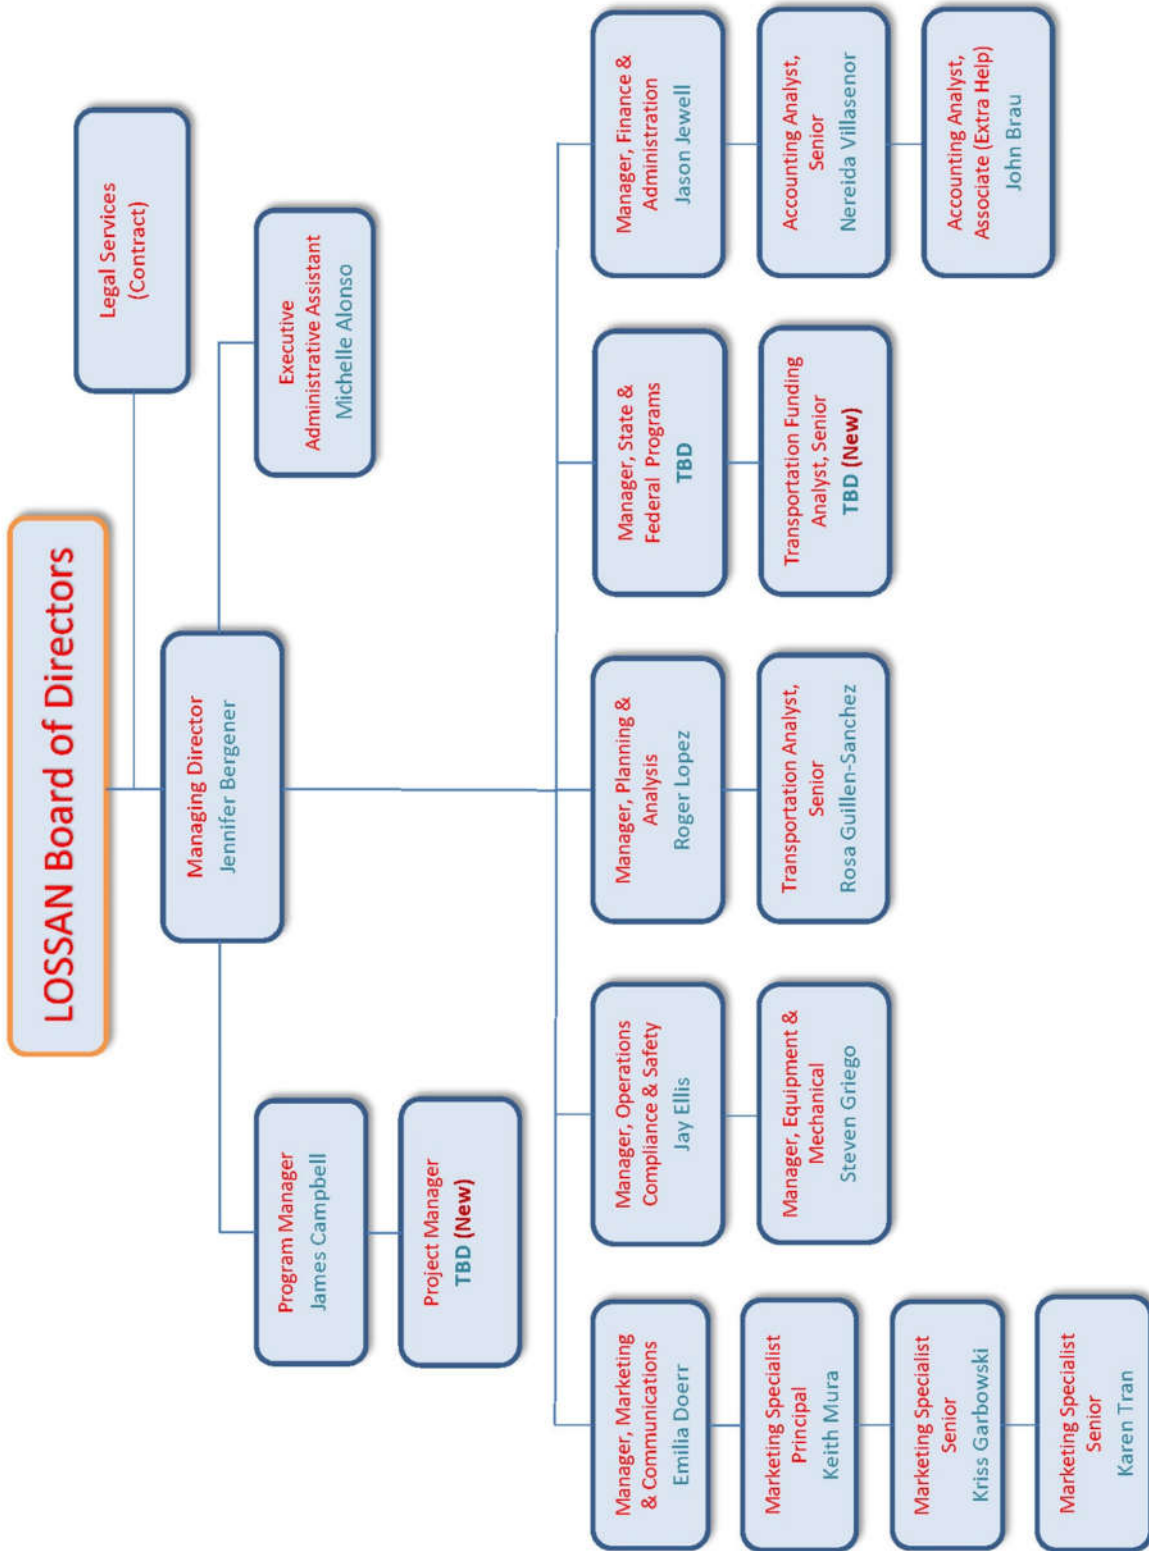 LOSSAN Board of Directors
Legal Services
(Contract)
Managing Director
Jennifer Bergener
Executive
Administrative Assistant
Michelle Alonso
Program Manager
James Campbell
Project Manager
TBD (New)
Manager, Marketing
& Communications
Emilia Doerr
Marketing Specialist
Principal
Keith Mura
Marketing Specialist
Senior
Kriss Garbowski
Marketing Specialist
Senior
Karen Tran
Manager, Operations
Compliance & Safety
Jay Ellis
Manager, Equipment &
Mechanical
Steven Griego
Manager, Planning &
Analysis
Roger Lopez
Transportation Analyst,
Senior
Rosa Guillen-Sanchez
Manager, State &
Federal Programs
TBD
Transportation Funding
Analyst, Senior
TBD (New)
Manager, Finance &
Administration
Jason Jewell
Accounting Analyst,
Senior
Nereida Villasenor
Accounting Analyst,
Associate (Extra Help)
John Brau